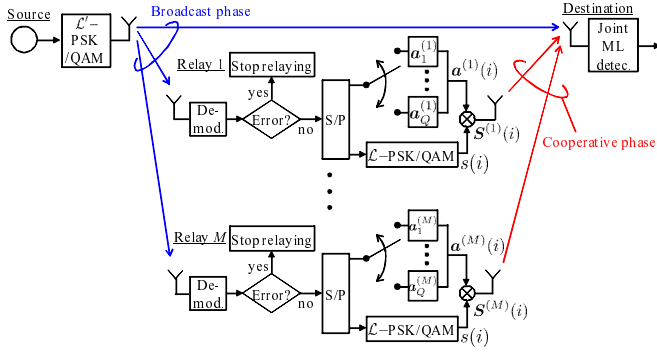 Source
ℒ′−
PSK
/QAM
Broadcast phase
Destination
Joint
ML
detec.
Relay 1
Stop relaying
yes
De-
mod.
Error?
no
S/P
a_1^{(1)}
a_Q^{(1)}
a^{(1)}(i)
S^{(1)}(i)
ℒ−PSK/QAM
s(i)
Cooperative phase
Relay M
Stop relaying
yes
De-
mod.
Error?
no
S/P
a_1^{(M)}
a_Q^{(M)}
a^{(M)}(i)
S^{(M)}(i)
ℒ−PSK/QAM
s(i)